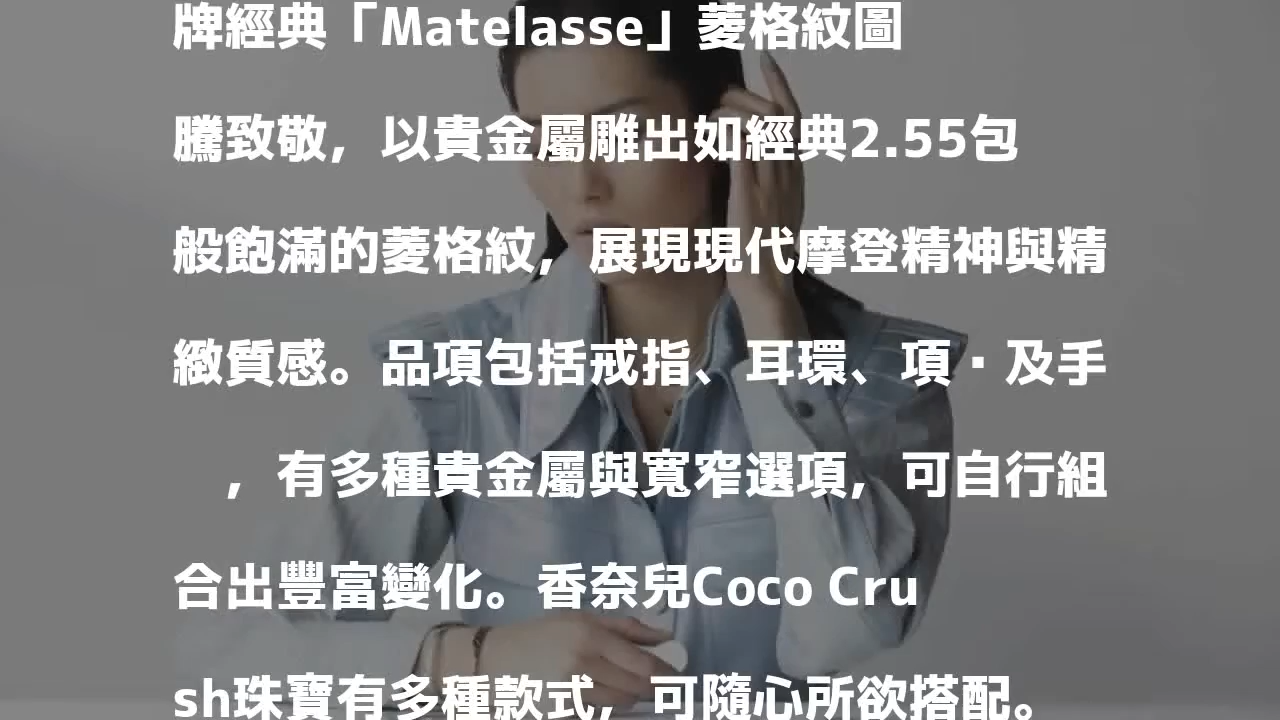 牌經典「Matelasse」菱格紋圖
騰致敬，以貴金屬雕出如經典2.55包
般飽滿的菱格紋，展現現代摩登精神與精
緻質感。品項包括戒指、耳環、項・及手
，有多種貴金屬與寬窄選項，可自行組
合出豐富變化。香奈兒Coco Cru
sh珠寶有多種款式，可隨心所欲搭配。